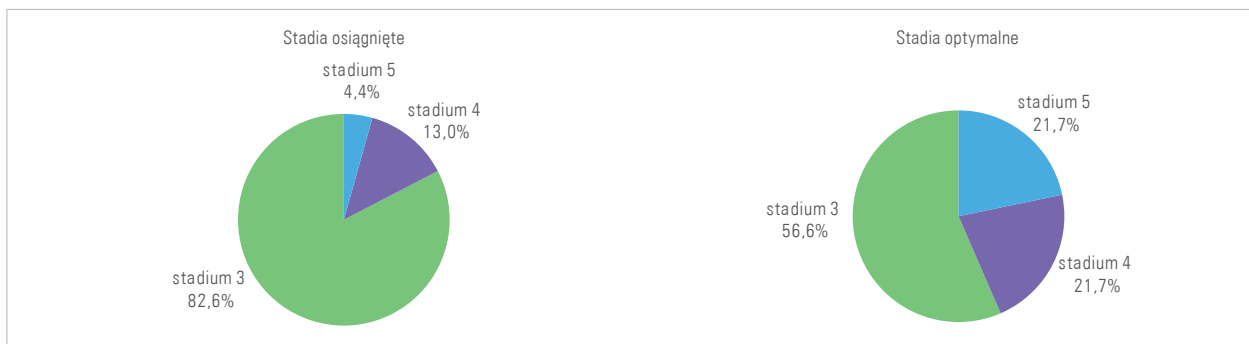 Stadia osiągnięte
stadium 5
4,4%
stadium 4
13,0%
stadium 3
82,6%
Stadia optymalne
stadium 5
21,7%
stadium 3
56,6%
stadium 4
21,7%